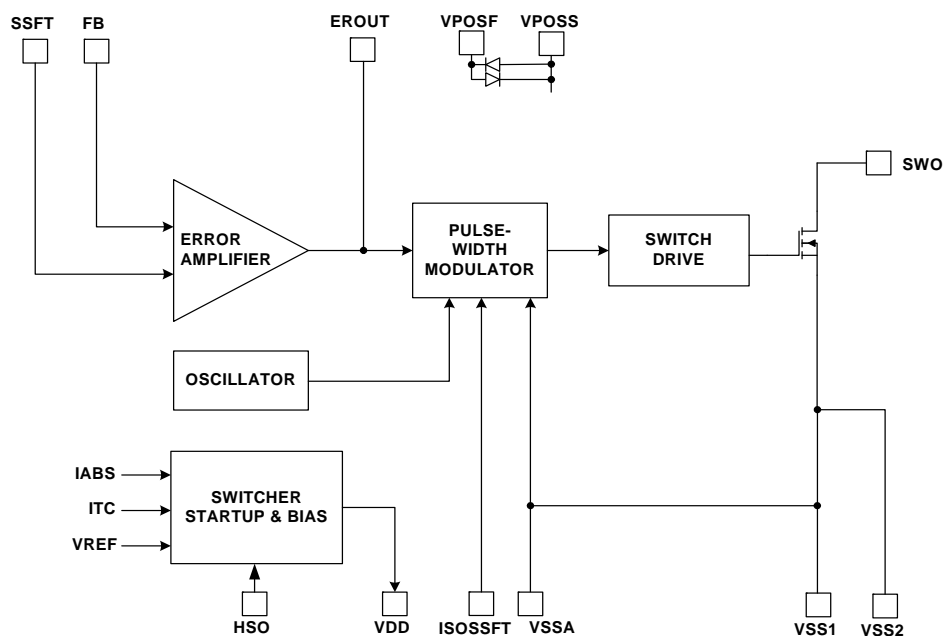 SSFT
FB
EROUT
VPOSF
VPOSS
SWO
ERROR
AMPLIFIER
PULSE-
WIDTH
MODULATOR
SWITCH
DRIVE
OSCILLATOR
IABS
ITC
VREF
SWITCHER
STARTUP & BIAS
HSO
VDD
ISOSSFT
VSSA
VSS1
VSS2